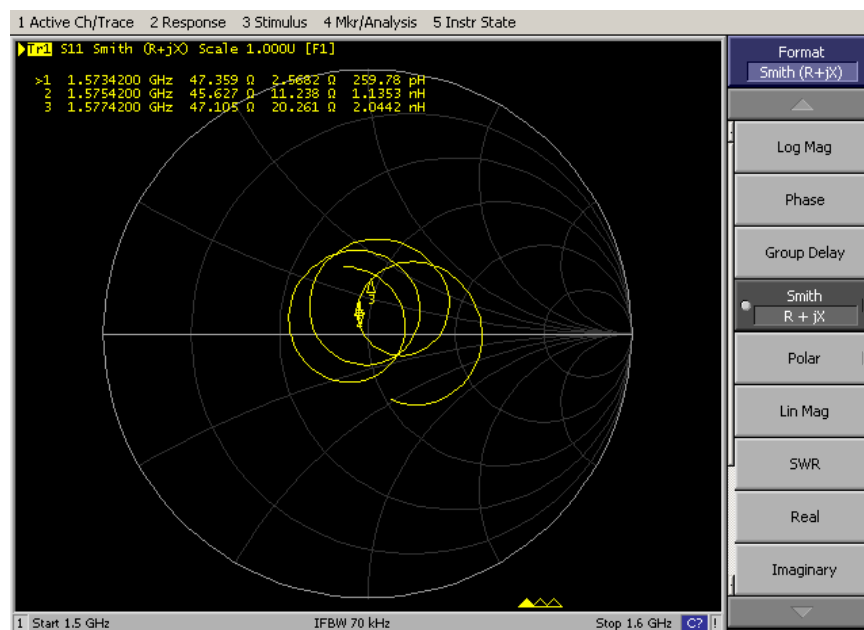 1 Active Ch/Trace 2 Response 3 Stimulus 4 Mkr/Analysis 5 Instr State
Tr1 S11 Smith (R+jX) Scale 1.000U [F1]
>1 1.5734200 GHz 47.359 Ω 2.5682 Ω 259.78 pH
2 1.5754200 GHz 45.627 Ω 11.238 Ω 1.1353 nH
3 1.5774200 GHz 47.105 Ω 20.261 Ω 2.0442 nH
3
Format
Smith (R+jX)
Log Mag
Phase
Group Delay
Smith
R + jX
Polar
Lin Mag
SWR
Real
Imaginary
1 Start 1.5 GHz IFBW 70 kHz Stop 1.6 GHz C? !